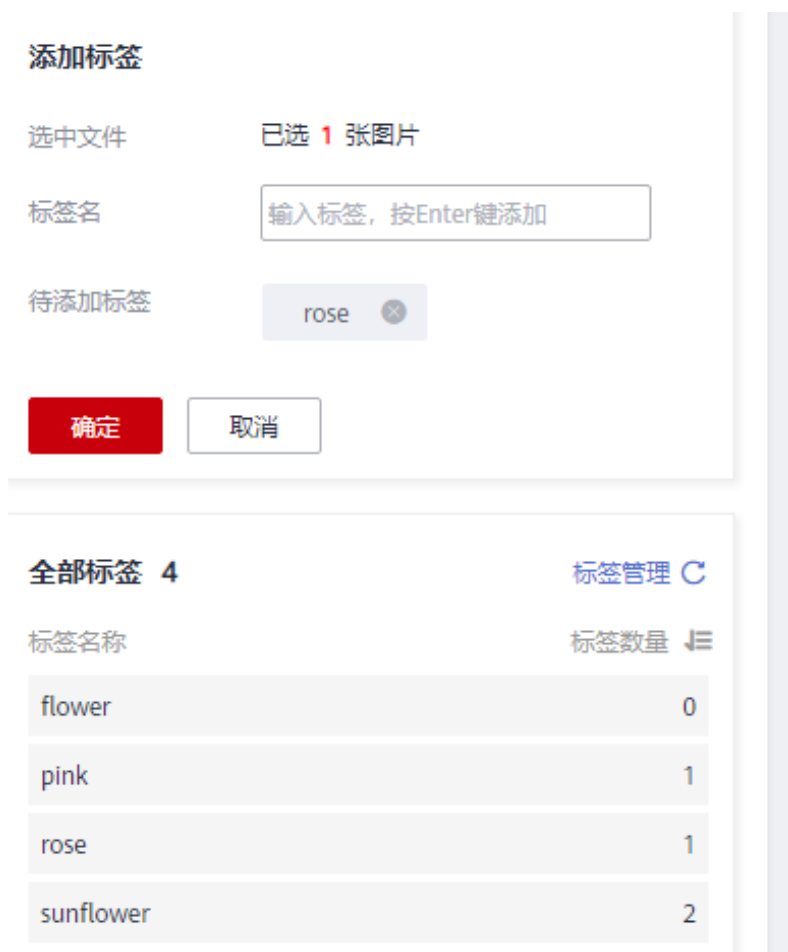 添加标签
选中文件 已选 1 张图片
标签名 输入标签，按Enter键添加
待添加标签 rose
确定 取消
全部标签 4 标签管理
标签名称 标签数量
flower 0
pink 1
rose 1
sunflower 2